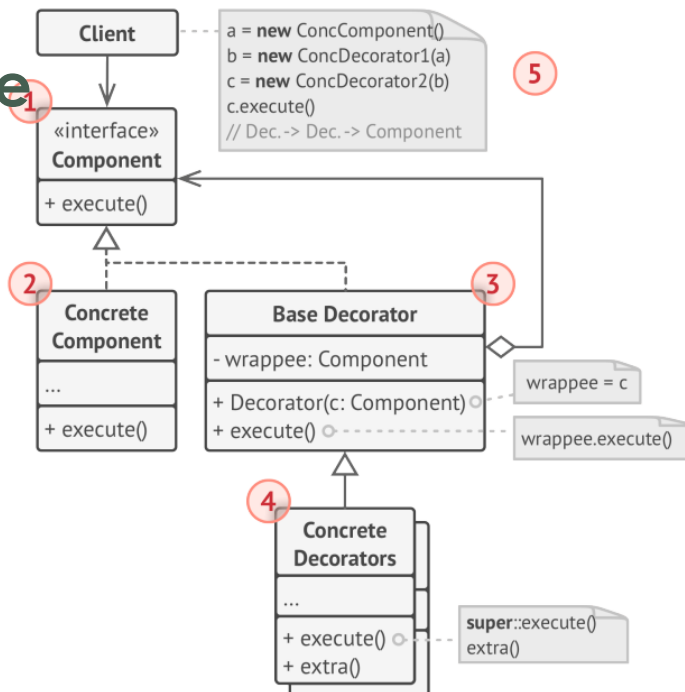 Client
a = new ConcComponent()
b = new ConcDecorator1(a)
c = new ConcDecorator2(b)
c.execute()
// Dec. -> Dec. -> Component
5
e
1
«interface»
Component
+ execute()
2
Concrete
Component
...
+ execute()
3
Base Decorator
- wrappee: Component
+ Decorator(c: Component)
+ execute()
wrappee = c
wrappee.execute()
4
Concrete
Decorators
...
+ execute()
+ extra()
super::execute()
extra()